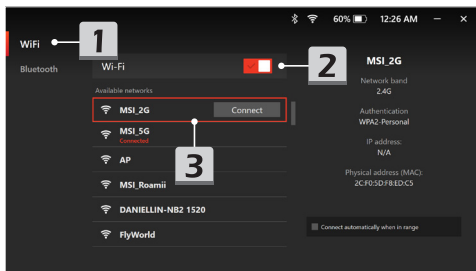 60% 12:26 AM
WiFi
1
Bluetooth
Wi-Fi
2
Available networks
MSI_2G Connect
MSI_5G
Connected
3
AP
MSI_Roamii
DANIELLIN-NB2 1520
FlyWorld
MSI_2G
Network band
2.4G
Authentication
WPA2-Personal
IP address:
N/A
Physical address (MAC):
2C:F0:5D:F8:ED:C5
Connect automatically when in range